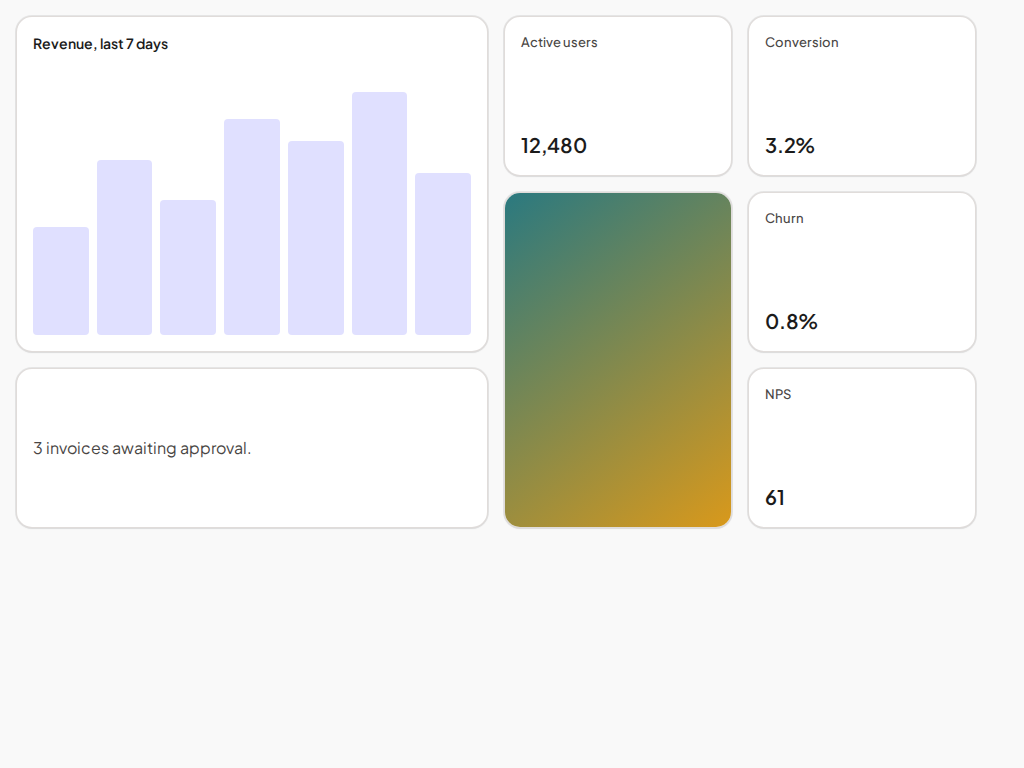 Revenue, last 7 days
Active users
12,480
Conversion
3.2%
Churn
0.8%
3 invoices awaiting approval.
NPS
61